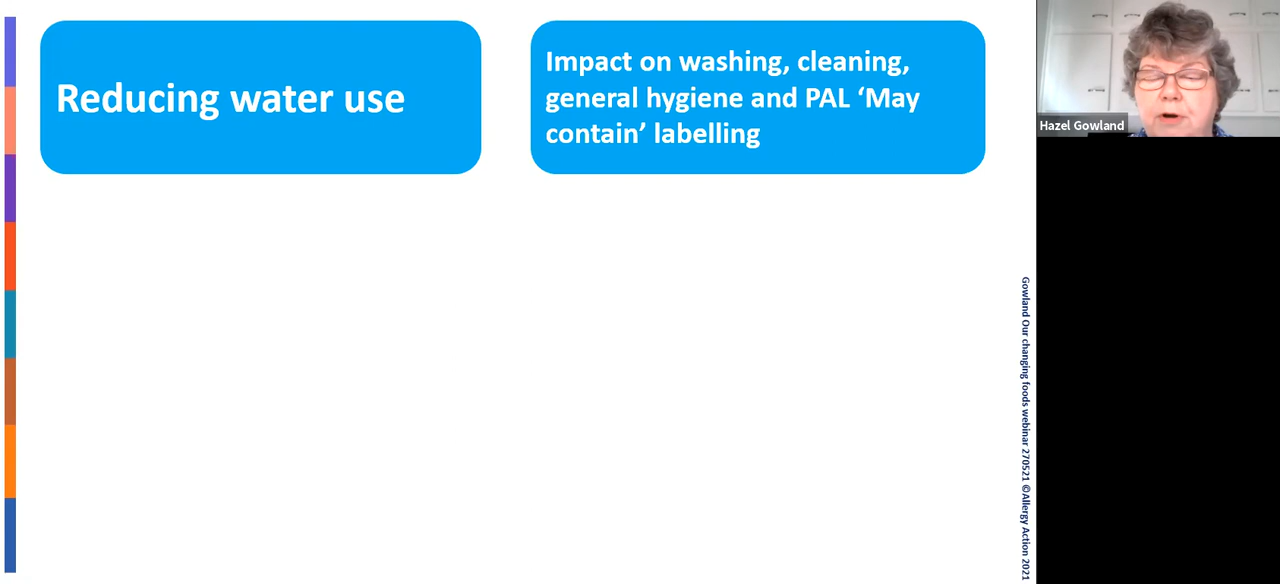 Reducing water use
Impact on washing, cleaning,
general hygiene and PAL ‘May
contain’ labelling
Hazel Gowland
Gowland Our changing foods webinar 270521 ©Allergy Action 2021